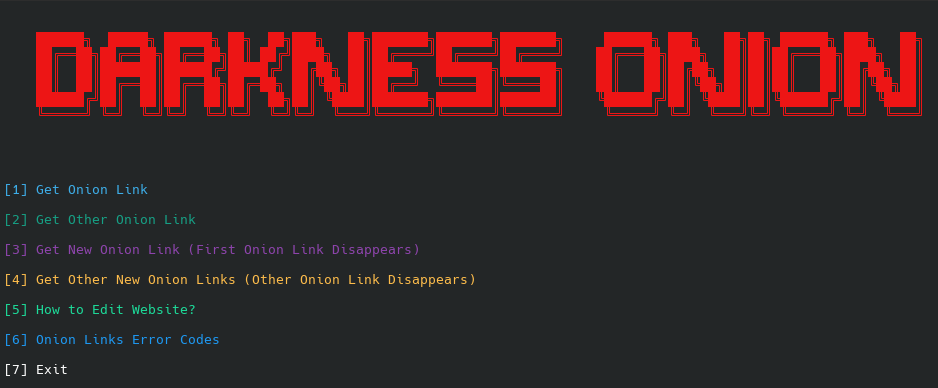 DARKNESS ONION
[1] Get Onion Link
[2] Get Other Onion Link
[3] Get New Onion Link (First Onion Link Disappears)
[4] Get Other New Onion Links (Other Onion Link Disappears)
[5] How to Edit Website?
[6] Onion Links Error Codes
[7] Exit